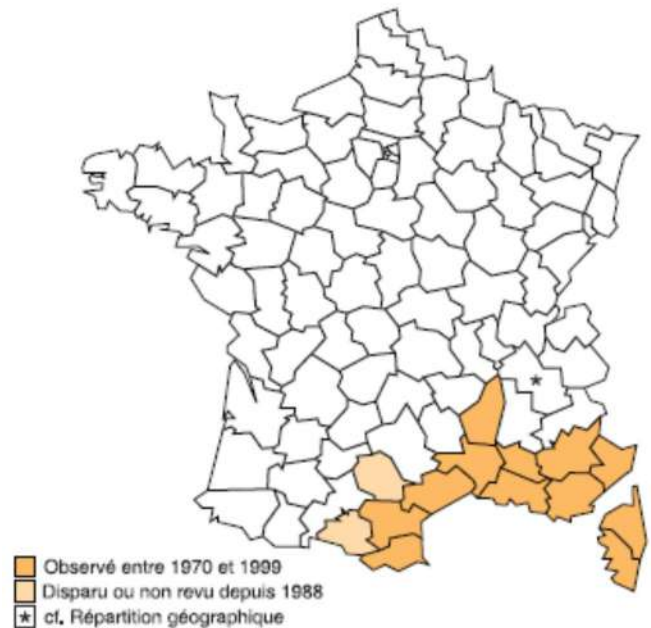 Observé entre 1970 et 1999
Disparu ou non revu depuis 1988
* cf. Répartition géographique